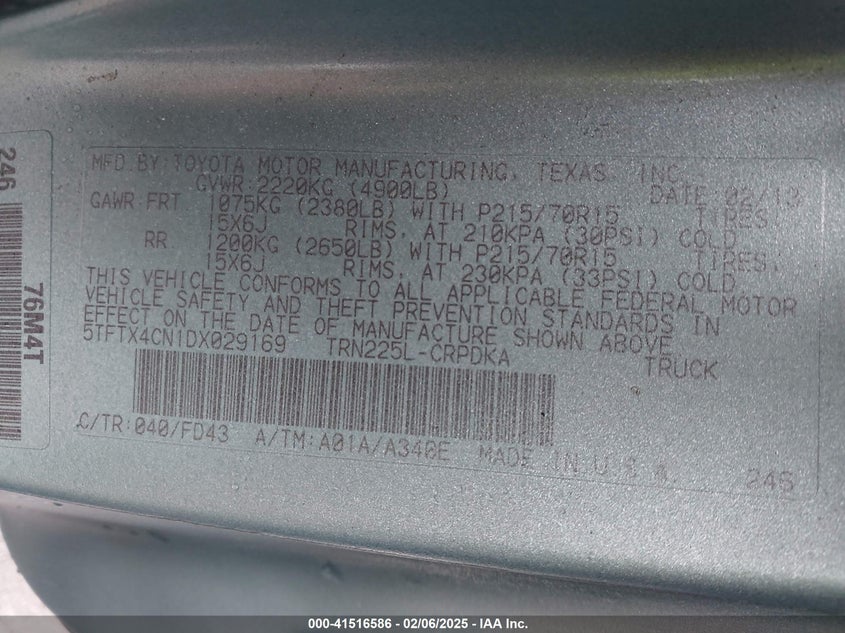 MFD BY:TOYOTA MOTOR MANUFACTURING, TEXAS, INC.
GVWR 2220KG (4900LB) DATE:02/13
GAWR FRT 1075KG (2380LB) WITH P215/70R15 TIRES,
15X6J RIMS, AT 210KPA (30PSI) COLD
RR 1200KG (2650LB) WITH P215/70R15 TIRES,
15X6J RIMS, AT 230KPA (33PSI) COLD
THIS VEHICLE CONFORMS TO ALL APPLICABLE FEDERAL MOTOR
VEHICLE SAFETY AND THEFT PREVENTION STANDARDS IN
EFFECT ON THE DATE OF MANUFACTURE SHOWN ABOVE
5TFTX4CN1DX029169 TRN225L-CRPDKA TRUCK
C/TR:040/FD43 A/TM:A01A/A340E MADE IN U.S.A.
246
76M4T
000-41516586 - 02/06/2025 - IAA Inc.